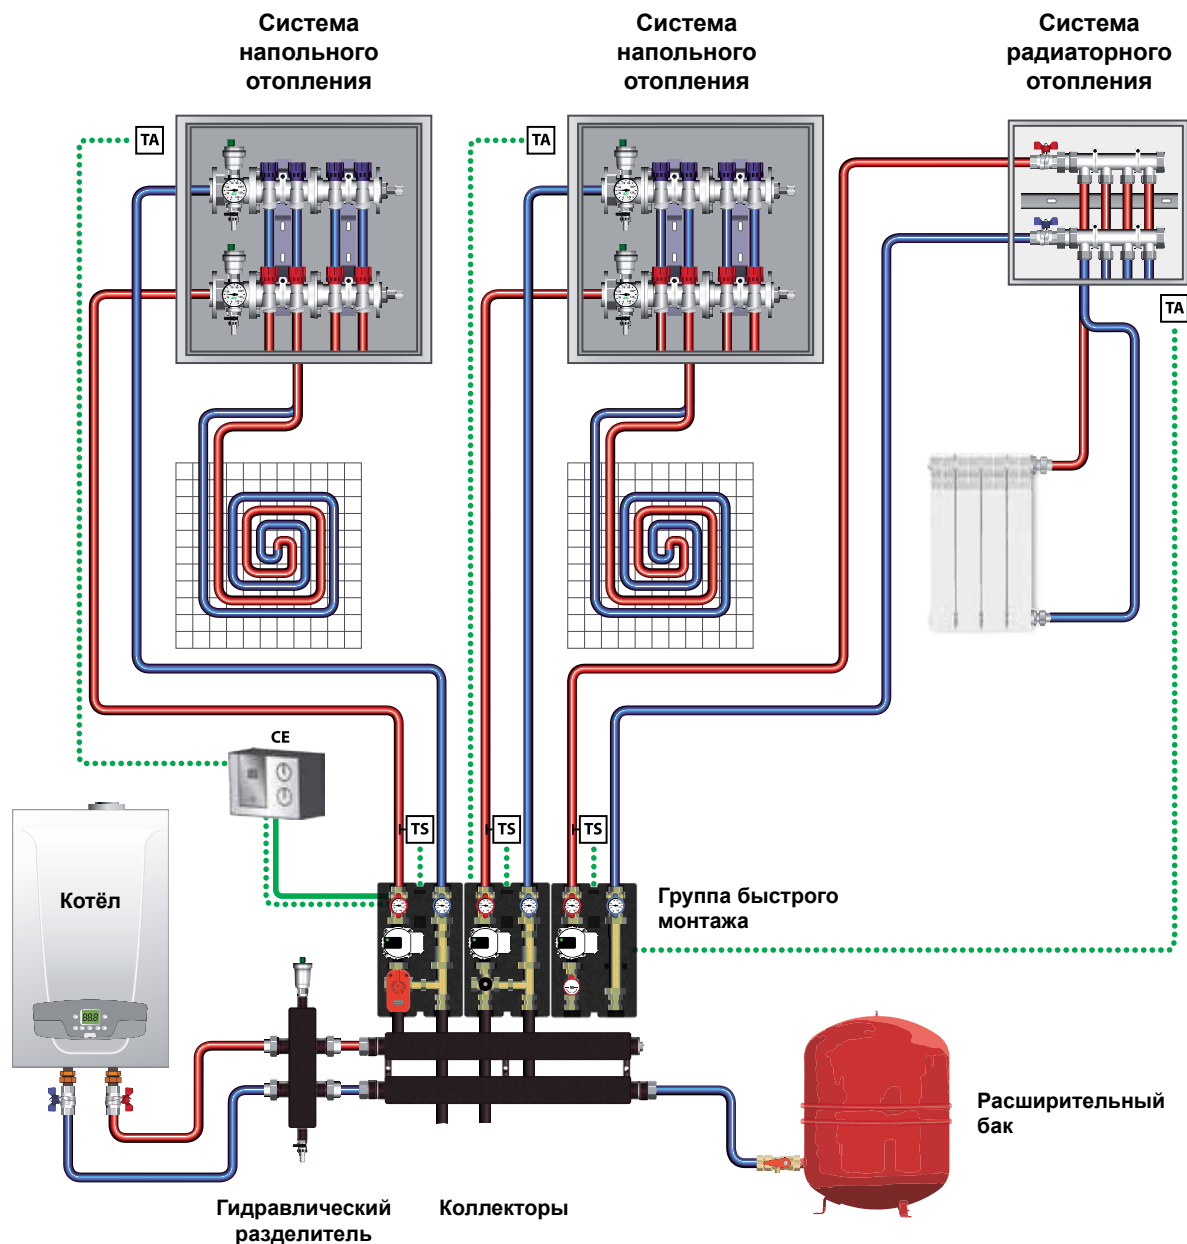 Система
напольного
отопления
Система
напольного
отопления
Система
радиаторного
отопления
TA
TA
TA
CE
TS
TS
TS
Котёл
Группа быстрого
монтажа
Расширительный
бак
Гидравлический
разделитель
Коллекторы